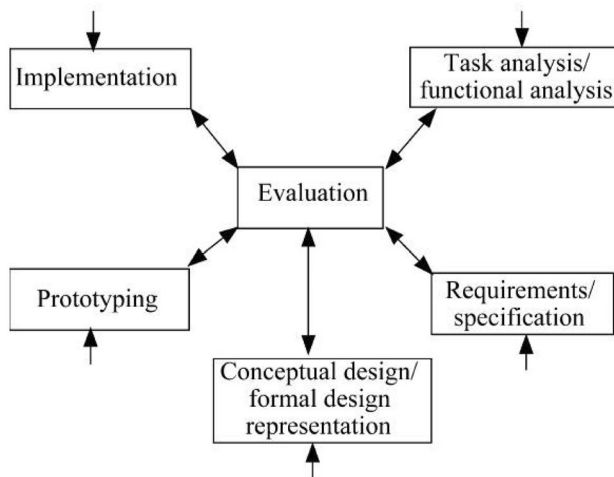 Implementation
Task analysis/
functional analysis
Evaluation
Prototyping
Requirements/
specification
Conceptual design/
formal design
representation